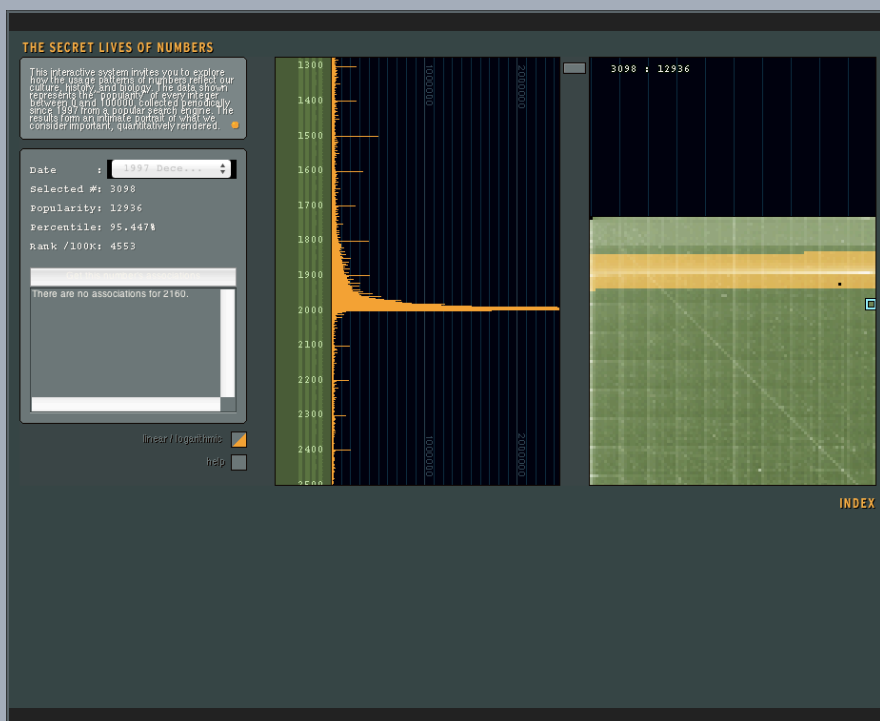 THE SECRET LIVES OF NUMBERS
This interactive system invites you to explore
how the usage patterns of numbers reflect our
culture, history, and biology. The data shown
represents the "popularity" of every integer
between 0 and 100000, collected periodically
since 1997 from a popular search engine. The
results form an intimate portrait of what we
consider important, quantitatively rendered.
Date : 1997 Dece...
Selected #: 3098
Popularity: 12936
Percentile: 95.447%
Rank /100K: 4553
There are no associations for 2160.
linear / logarithmic
help
1300
1400
1500
1600
1700
1800
1900
2000
2100
2200
2300
2400
2500
1000000
2000000
1000000
2000000
3098 : 12936
INDEX